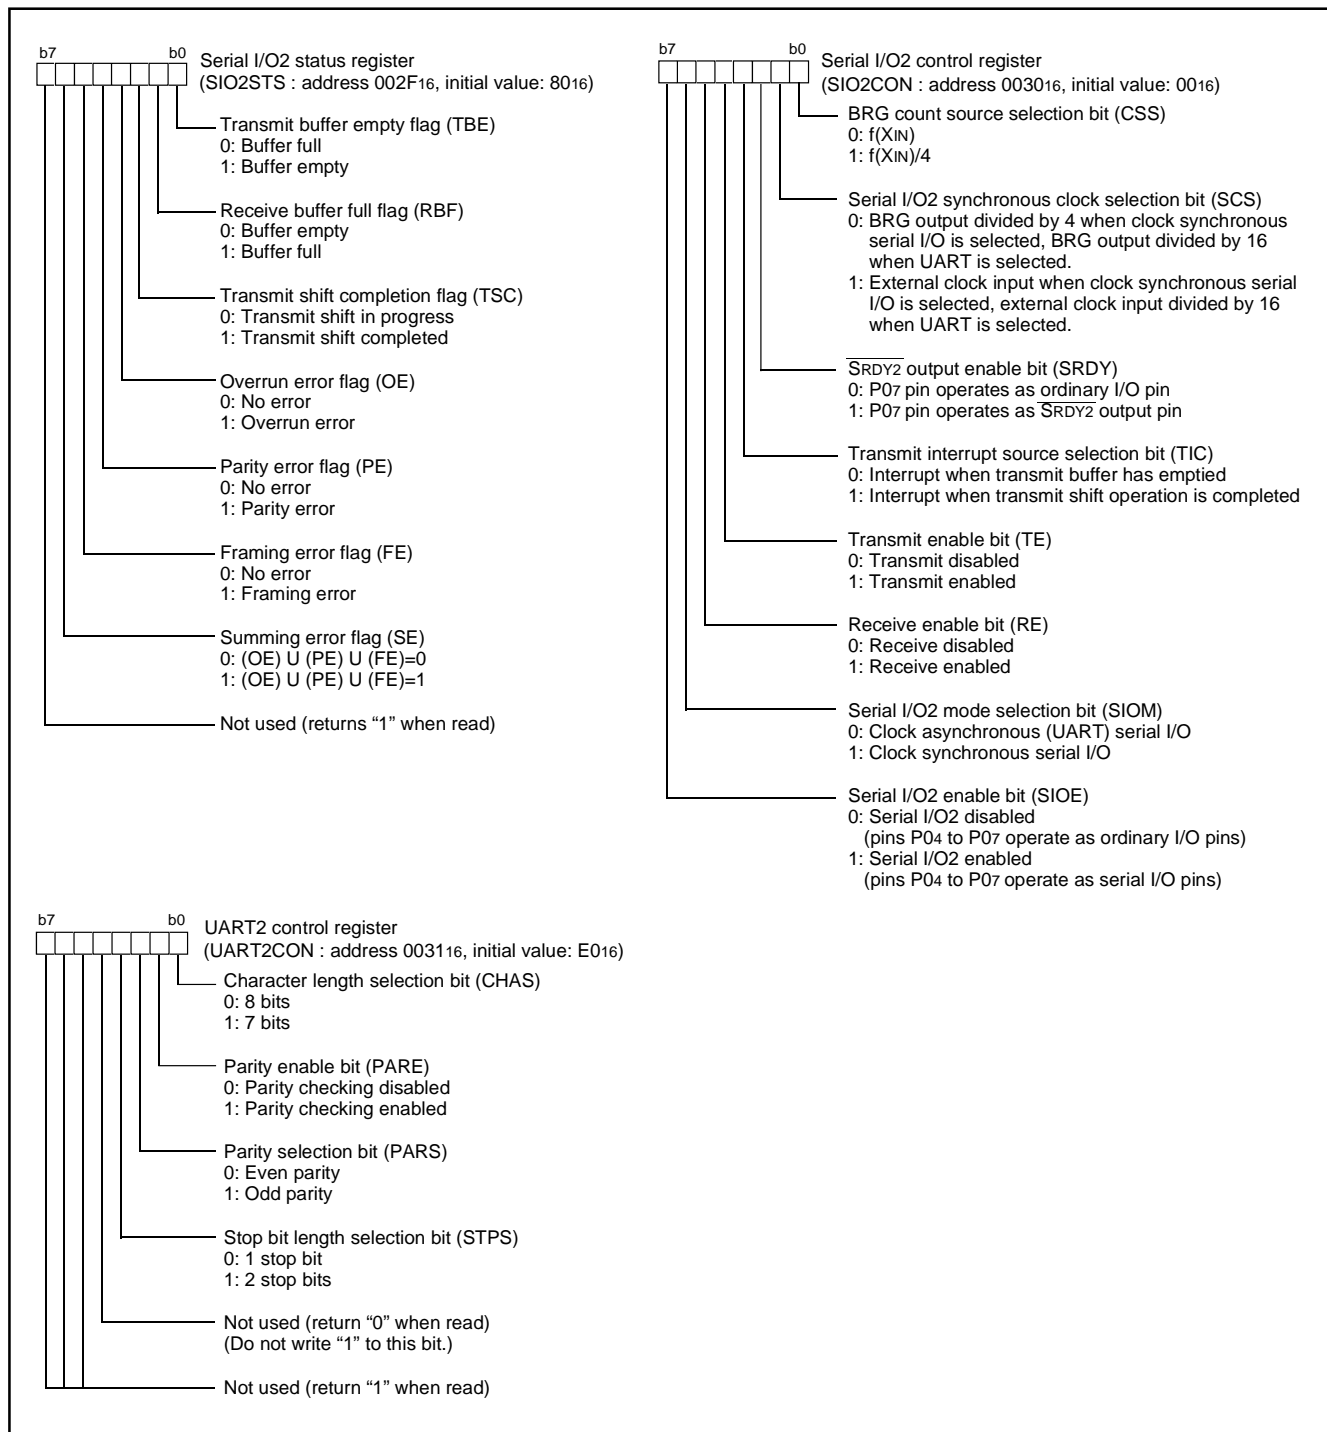 b7 b0 Serial I/O2 status register
(SIO2STS : address 002F16, initial value: 8016)
Transmit buffer empty flag (TBE)
0: Buffer full
1: Buffer empty
Receive buffer full flag (RBF)
0: Buffer empty
1: Buffer full
Transmit shift completion flag (TSC)
0: Transmit shift in progress
1: Transmit shift completed
Overrun error flag (OE)
0: No error
1: Overrun error
Parity error flag (PE)
0: No error
1: Parity error
Framing error flag (FE)
0: No error
1: Framing error
Summing error flag (SE)
0: (OE) U (PE) U (FE)=0
1: (OE) U (PE) U (FE)=1
Not used (returns “1” when read)
b7 b0 Serial I/O2 control register
(SIO2CON : address 003016, initial value: 0016)
BRG count source selection bit (CSS)
0: f(XIN)
1: f(XIN)/4
Serial I/O2 synchronous clock selection bit (SCS)
0: BRG output divided by 4 when clock synchronous
serial I/O is selected, BRG output divided by 16
when UART is selected.
1: External clock input when clock synchronous serial
I/O is selected, external clock input divided by 16
when UART is selected.
SRDY2 output enable bit (SRDY)
0: P07 pin operates as ordinary I/O pin
1: P07 pin operates as SRDY2 output pin
Transmit interrupt source selection bit (TIC)
0: Interrupt when transmit buffer has emptied
1: Interrupt when transmit shift operation is completed
Transmit enable bit (TE)
0: Transmit disabled
1: Transmit enabled
Receive enable bit (RE)
0: Receive disabled
1: Receive enabled
Serial I/O2 mode selection bit (SIOM)
0: Clock asynchronous (UART) serial I/O
1: Clock synchronous serial I/O
Serial I/O2 enable bit (SIOE)
0: Serial I/O2 disabled
(pins P04 to P07 operate as ordinary I/O pins)
1: Serial I/O2 enabled
(pins P04 to P07 operate as serial I/O pins)
b7 b0 UART2 control register
(UART2CON : address 003116, initial value: E016)
Character length selection bit (CHAS)
0: 8 bits
1: 7 bits
Parity enable bit (PARE)
0: Parity checking disabled
1: Parity checking enabled
Parity selection bit (PARS)
0: Even parity
1: Odd parity
Stop bit length selection bit (STPS)
0: 1 stop bit
1: 2 stop bits
Not used (return “0” when read)
(Do not write “1” to this bit.)
Not used (return “1” when read)